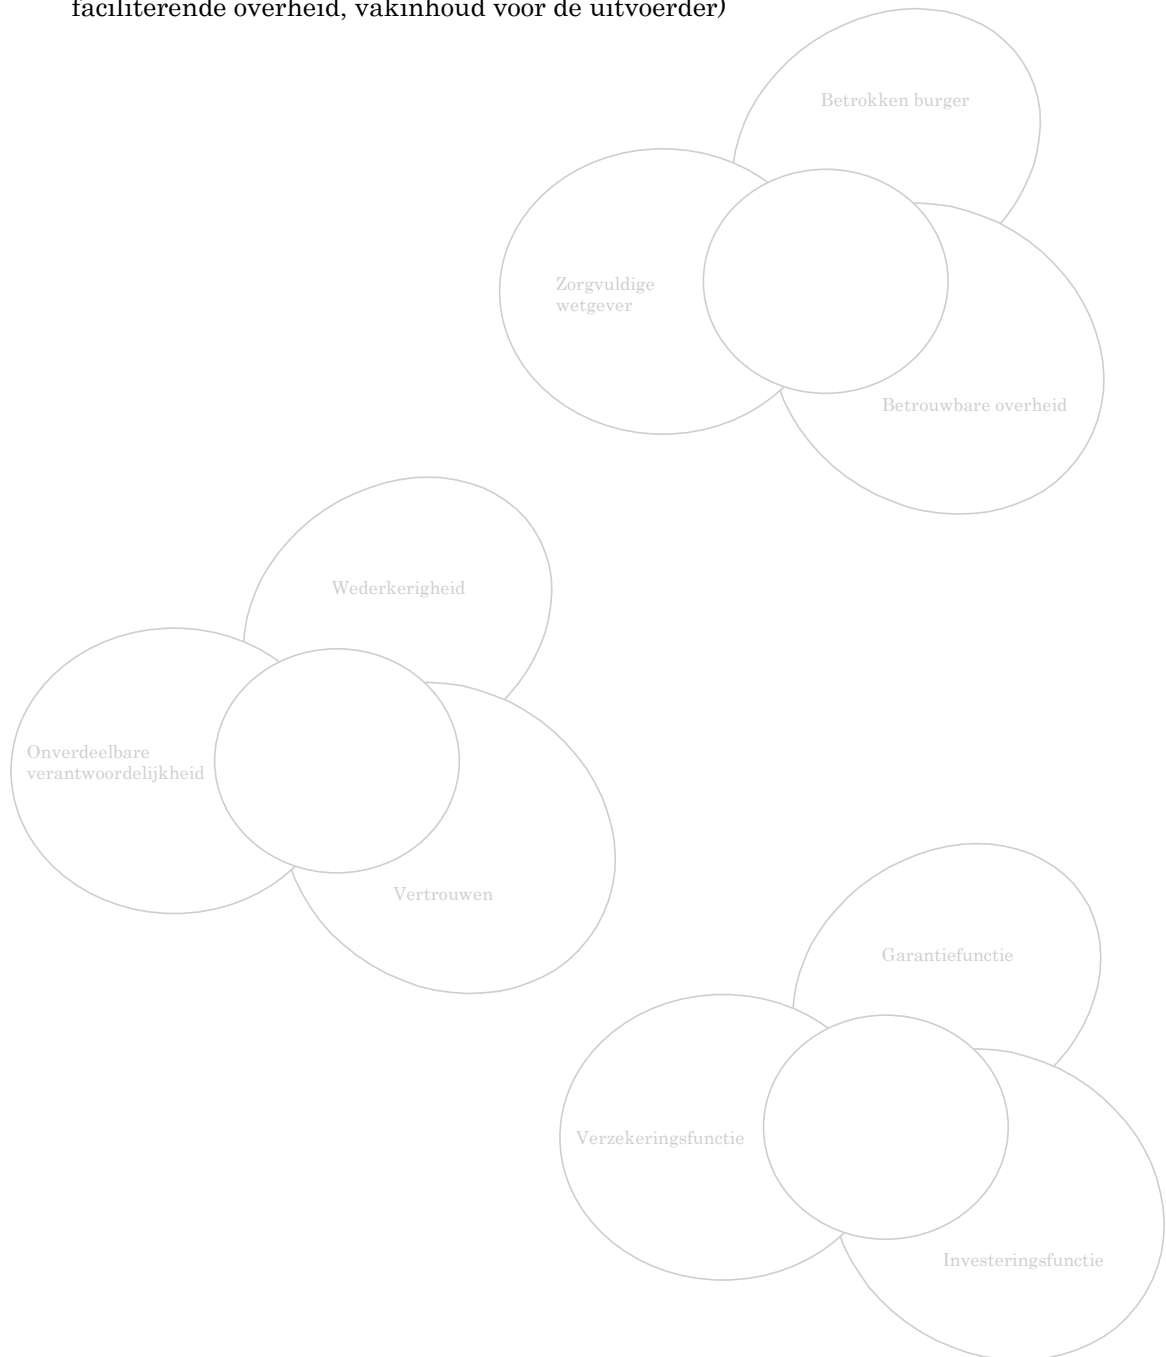 faciliterende overheid, vakinhoud voor de uitvoerder)
Betrokken burger
Zorgvuldige
wetgever
Betrouwbare overheid
Wederkerigheid
Onverdeelbare
verantwoordelijkheid
Vertrouwen
Garantiefunctie
Verzekeringsfunctie
Investeringsfunctie